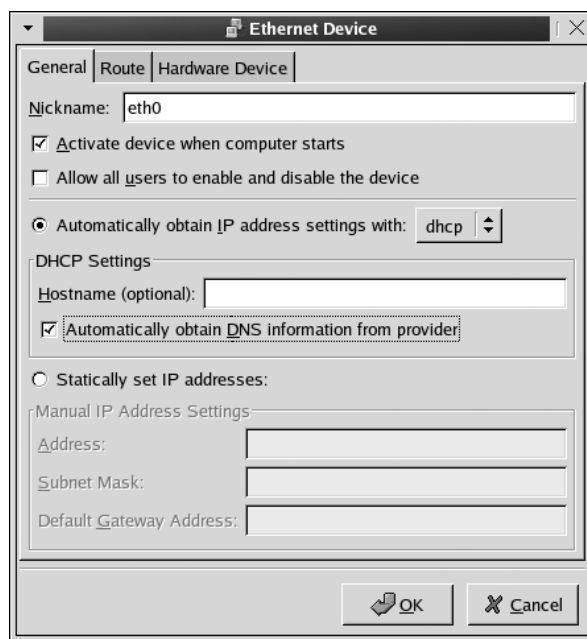 Ethernet Device
General Route Hardware Device
Nickname: eth0
Activate device when computer starts
Allow all users to enable and disable the device
Automatically obtain IP address settings with: dhcp
DHCP Settings
Hostname (optional):
Automatically obtain DNS information from provider
Statically set IP addresses:
Manual IP Address Settings
Address:
Subnet Mask:
Default Gateway Address:
OK Cancel